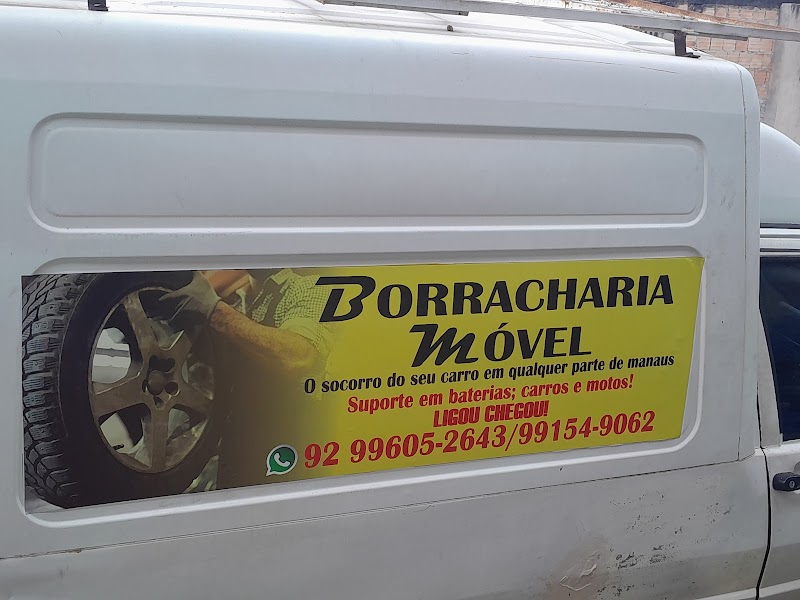 BORRACHARIA
MÓVEL
O socorro do seu carro em qualquer parte de manaus
Suporte em baterias; carros e motos!
LIGOU CHEGOU!
92 99605-2643/99154-9062